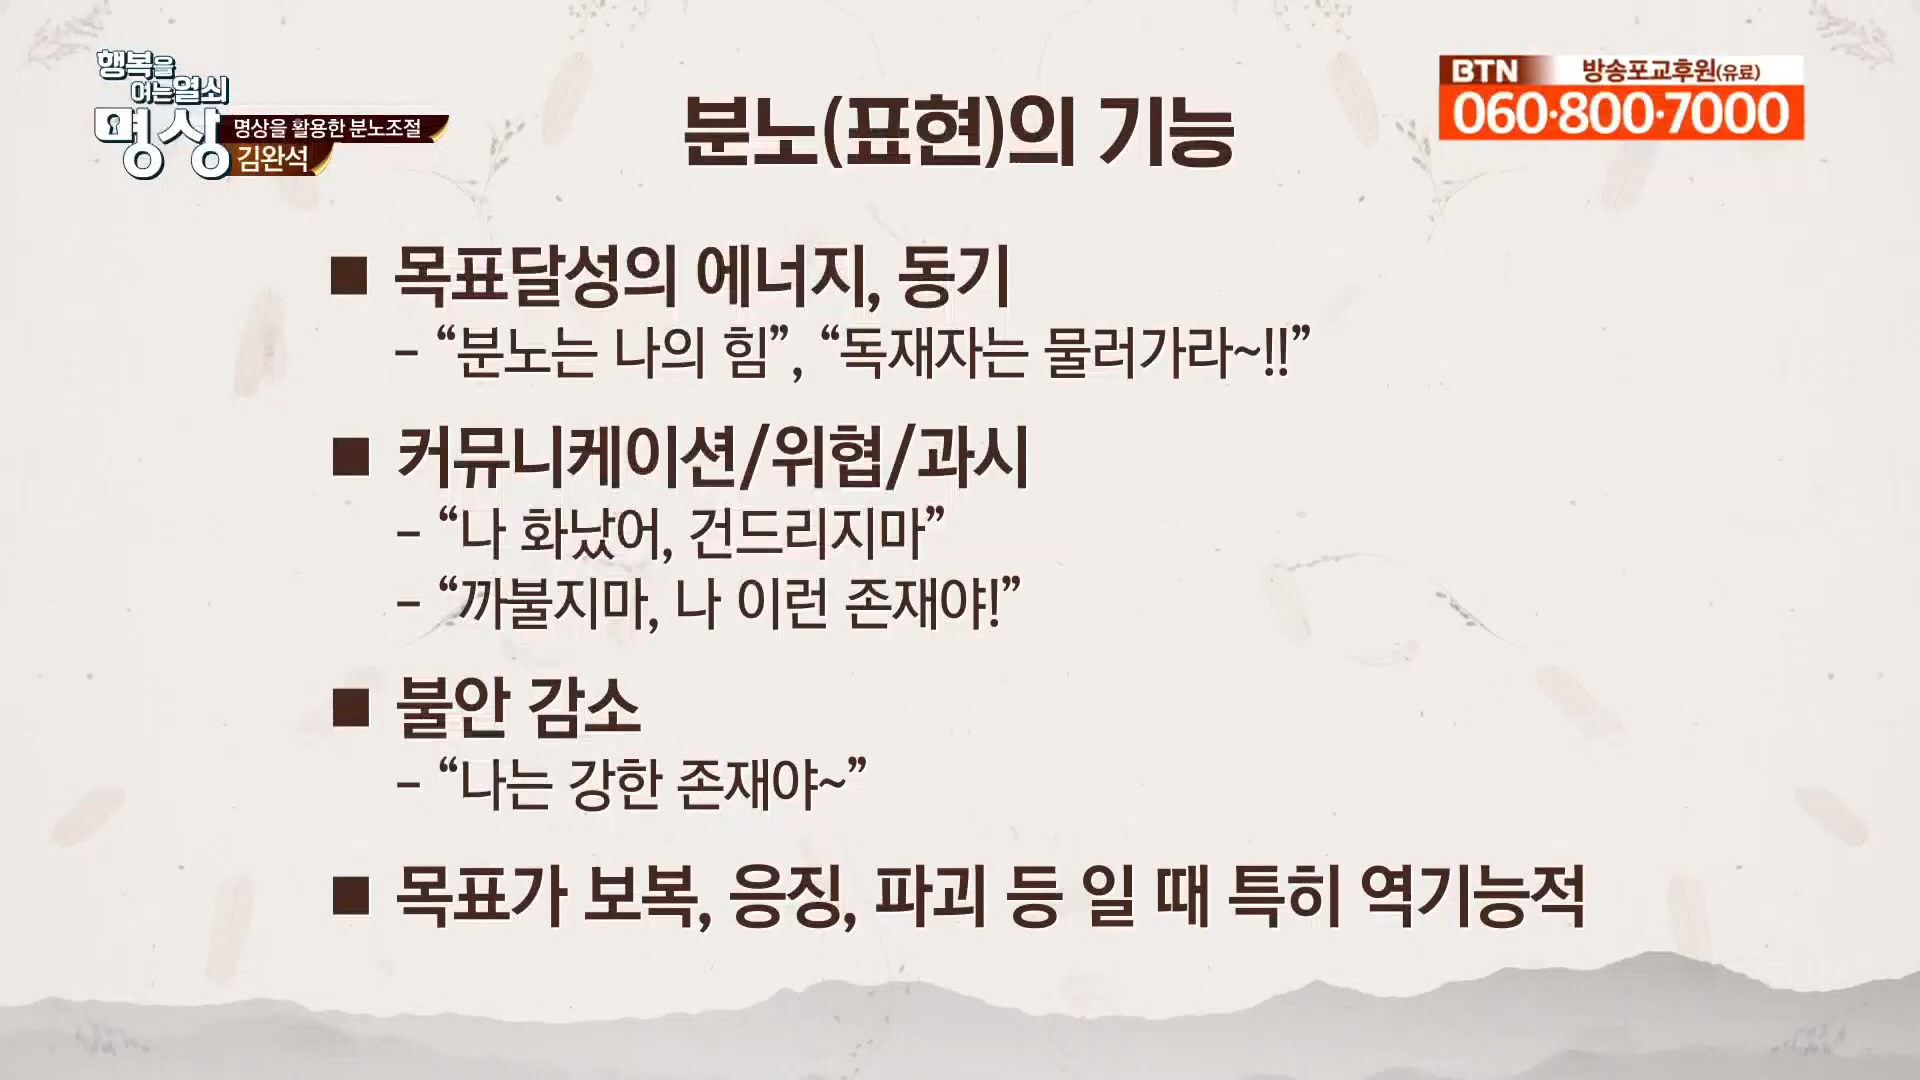 행복을
여는열쇠
명상
명상을 활용한 분노조절
김완석
BTN 방송포교후원(유료)
060·800·7000
분노(표현)의 기능
■ 목표달성의 에너지, 동기
– “분노는 나의 힘”, “독재자는 물러가라~!!”
■ 커뮤니케이션/위협/과시
– “나 화났어, 건드리지마”
– “까불지마, 나 이런 존재야!”
■ 불안 감소
– “나는 강한 존재야~”
■ 목표가 보복, 응징, 파괴 등 일 때 특히 역기능적